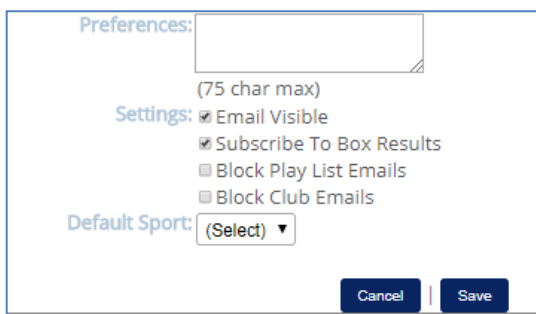 Preferences:
(75 char max)
Settings: Email Visible
Subscribe To Box Results
Block Play List Emails
Block Club Emails
Default Sport: (Select)
Cancel | Save